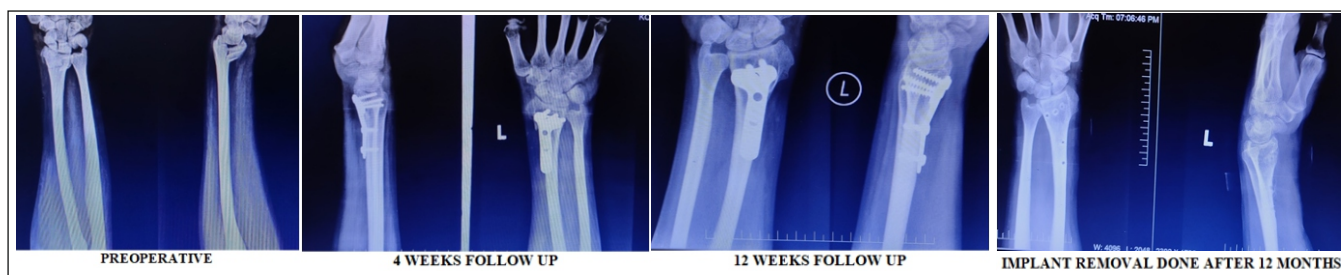 KC
L
L
Acq Tm: 07:06:46 PM
L
PREOPERATIVE
4 WEEKS FOLLOW UP
12 WEEKS FOLLOW UP
IMPLANT REMOVAL DONE AFTER 12 MONTHS